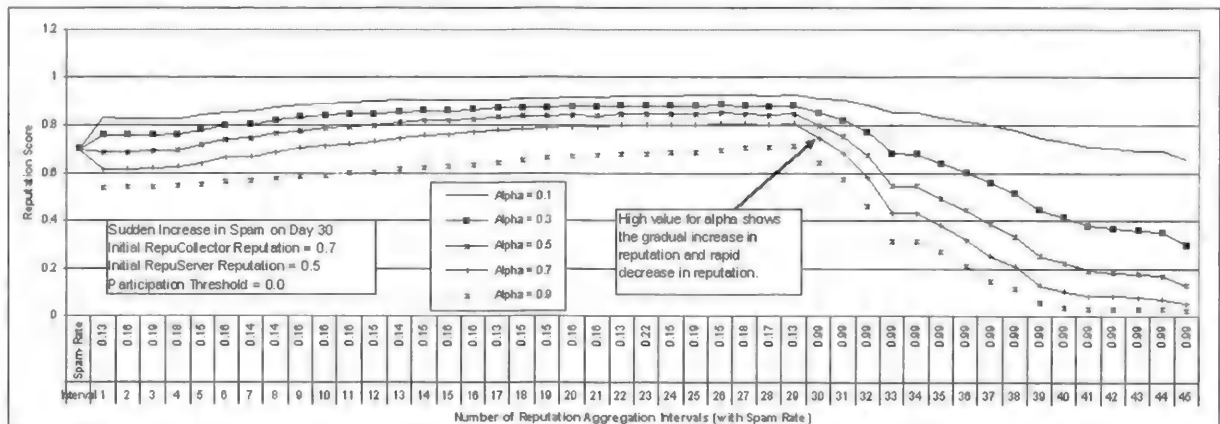 1.2
1
0.8
0.6
0.4
0.2
0
Reputation Score
Sudden Increase in Spam on Day 30
Initial RepuCollector Reputation = 0.7
Initial RepuServer Reputation = 0.5
Participation Threshold = 0.0
Alpha = 0.1
Alpha = 0.3
Alpha = 0.5
Alpha = 0.7
Alpha = 0.9
High value for alpha shows
the gradual increase in
reputation and rapid
decrease in reputation.
Spam-Rate 0.13 0.16 0.19 0.18 0.15 0.16 0.14 0.14 0.16 0.16 0.16 0.15 0.14 0.15 0.16 0.16 0.13 0.15 0.15 0.16 0.16 0.13 0.22 0.15 0.19 0.15 0.18 0.17 0.13 0.99 0.99 0.99 0.99 0.99 0.99 0.99 0.99 0.99 0.99 0.99 0.99 0.99 0.99 0.99 0.99
Interval 1 2 3 4 5 6 7 8 9 10 11 12 13 14 15 16 17 18 19 20 21 22 23 24 25 26 27 28 29 30 31 32 33 34 35 36 37 38 39 40 41 42 43 44 45
Number of Reputation Aggregation Intervals (with Spam Rate)